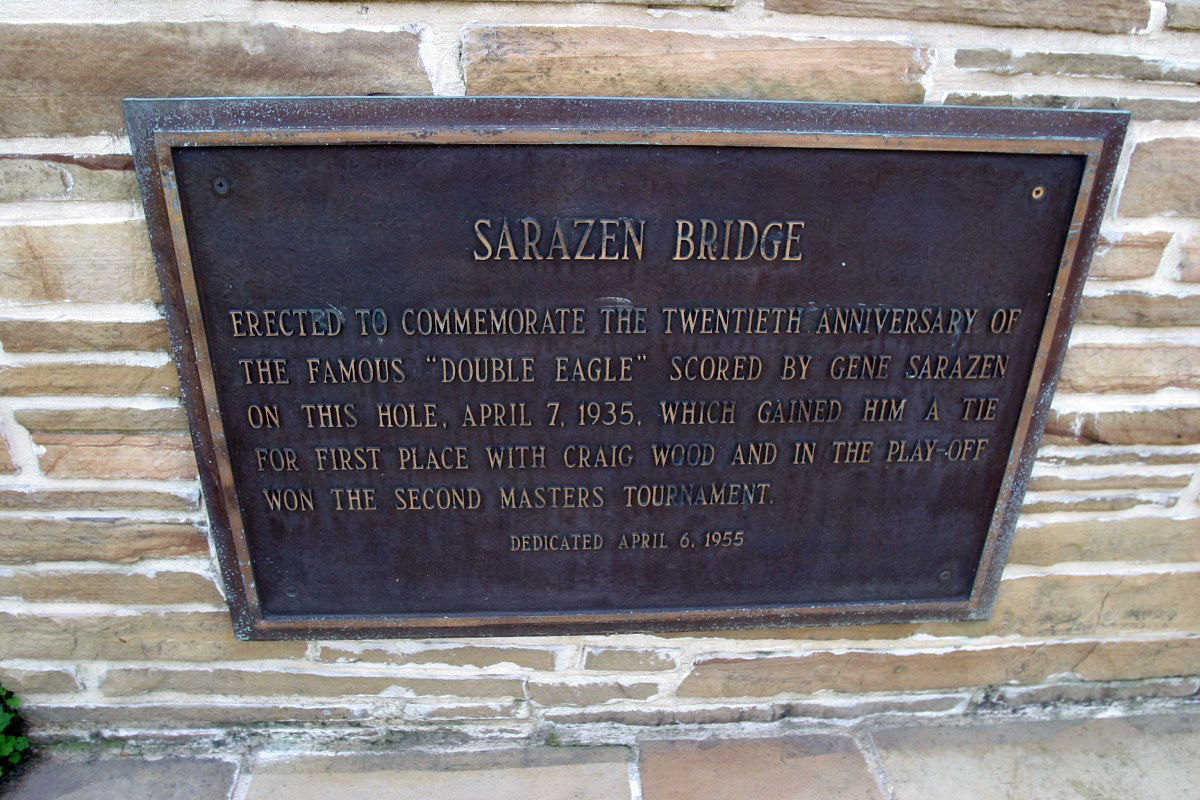 SARAZEN BRIDGE
ERECTED TO COMMEMORATE THE TWENTIETH ANNIVERSARY OF
THE FAMOUS "DOUBLE EAGLE" SCORED BY GENE SARAZEN
ON THIS HOLE, APRIL 7, 1935, WHICH GAINED HIM A TIE
FOR FIRST PLACE WITH CRAIG WOOD AND IN THE PLAY-OFF
WON THE SECOND MASTERS TOURNAMENT.
DEDICATED APRIL 6, 1955